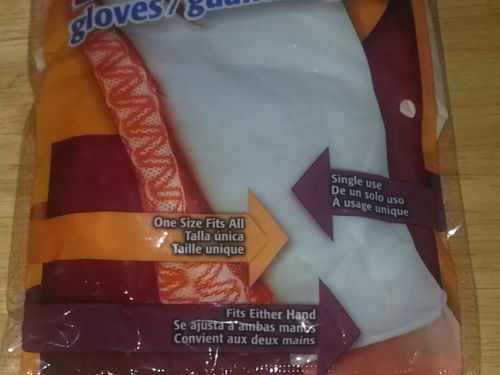 gloves /
Single use
De un solo uso
À usage unique
One Size Fits All
Talla única
Taille unique
Fits Either Hand
Se ajusta a ambas manos
Convient aux deux mains